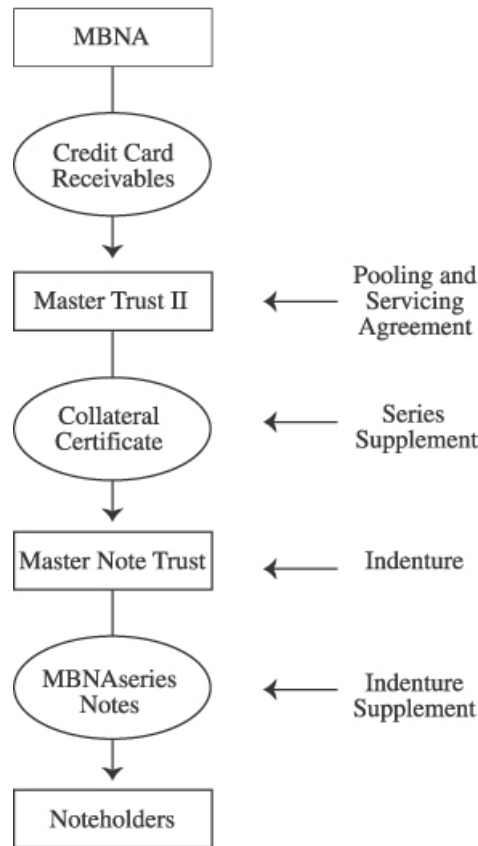 MBNA
Credit Card
Receivables
Master Trust II
Pooling and
Servicing
Agreement
Collateral
Certificate
Series
Supplement
Master Note Trust
Indenture
MBNAseries
Notes
Indenture
Supplement
Noteholders